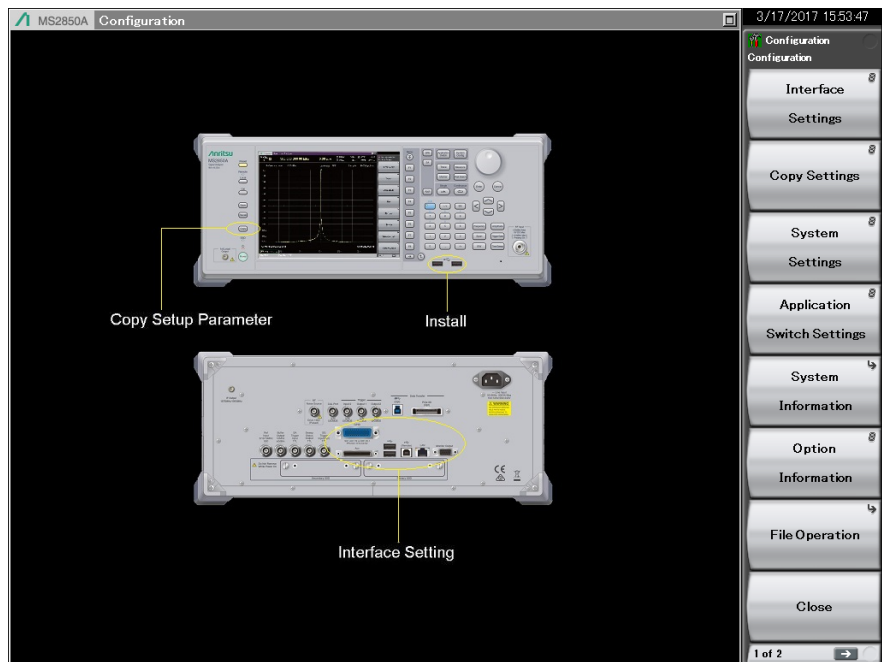 MS2850A Configuration
3/17/2017 15:53:47
Configuration
Configuration
Interface
Settings
Copy Settings
System
Settings
Application
Switch Settings
System
Information
Option
Information
File Operation
Close
1 of 2
Anritsu
Copy Setup Parameter
Install
Interface Setting